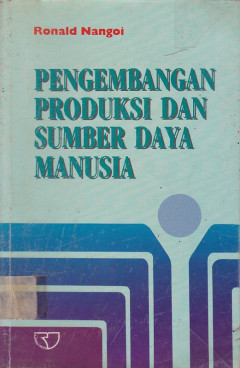 Ronald Nangoi
PENGEMBANGAN
PRODUKSI DAN
SUMBER DAYA
MANUSIA